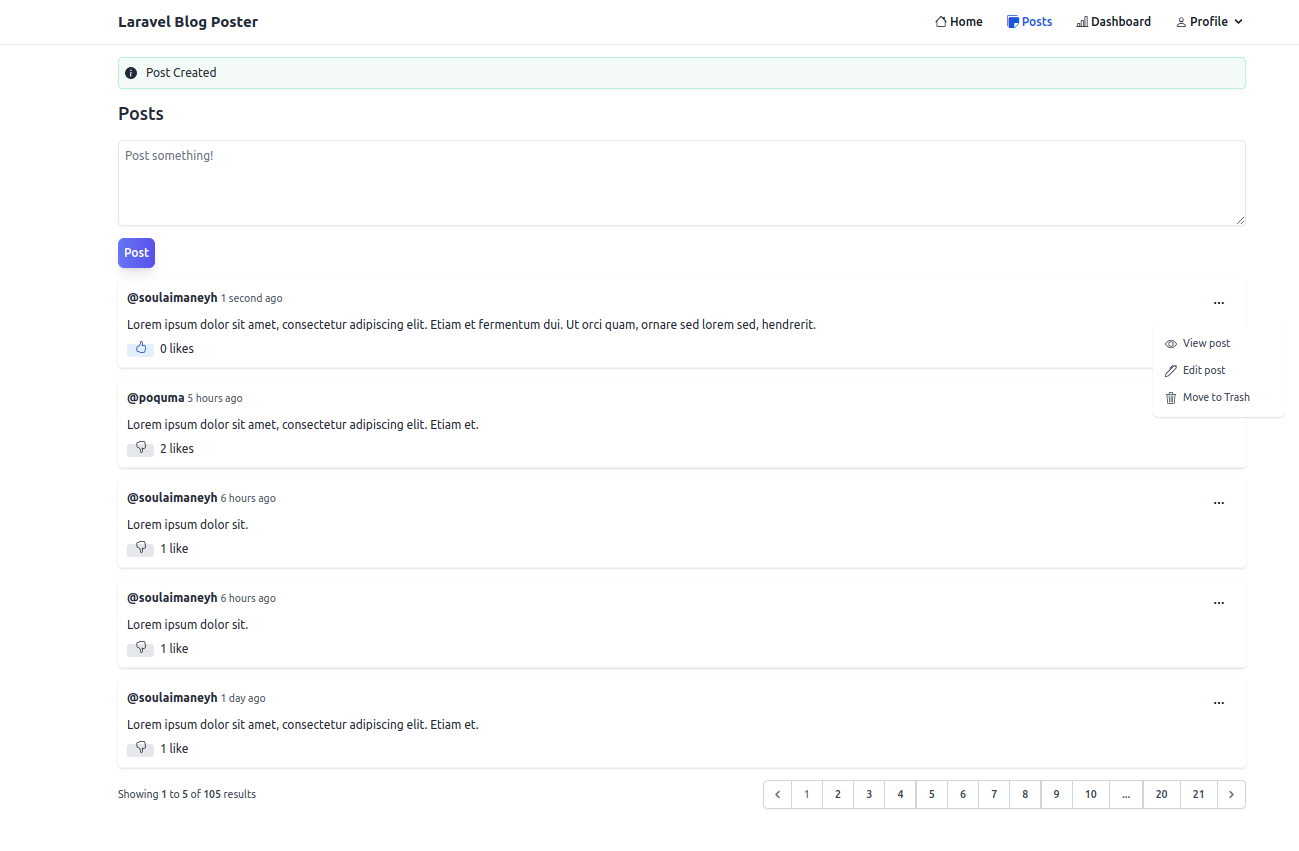 Laravel Blog Poster
Home Posts Dashboard Profile
Post Created
Posts
Post something!
Post
@soulaimaneyh 1 second ago
...
Lorem ipsum dolor sit amet, consectetur adipiscing elit. Etiam et fermentum dui. Ut orci quam, ornare sed lorem sed, hendrerit.
0 likes
View post
Edit post
Move to Trash
@poquma 5 hours ago
Lorem ipsum dolor sit amet, consectetur adipiscing elit. Etiam et.
2 likes
@soulaimaneyh 6 hours ago
...
Lorem ipsum dolor sit.
1 like
@soulaimaneyh 6 hours ago
...
Lorem ipsum dolor sit.
1 like
@soulaimaneyh 1 day ago
...
Lorem ipsum dolor sit amet, consectetur adipiscing elit. Etiam et.
1 like
Showing 1 to 5 of 105 results
1 2 3 4 5 6 7 8 9 10 ... 20 21